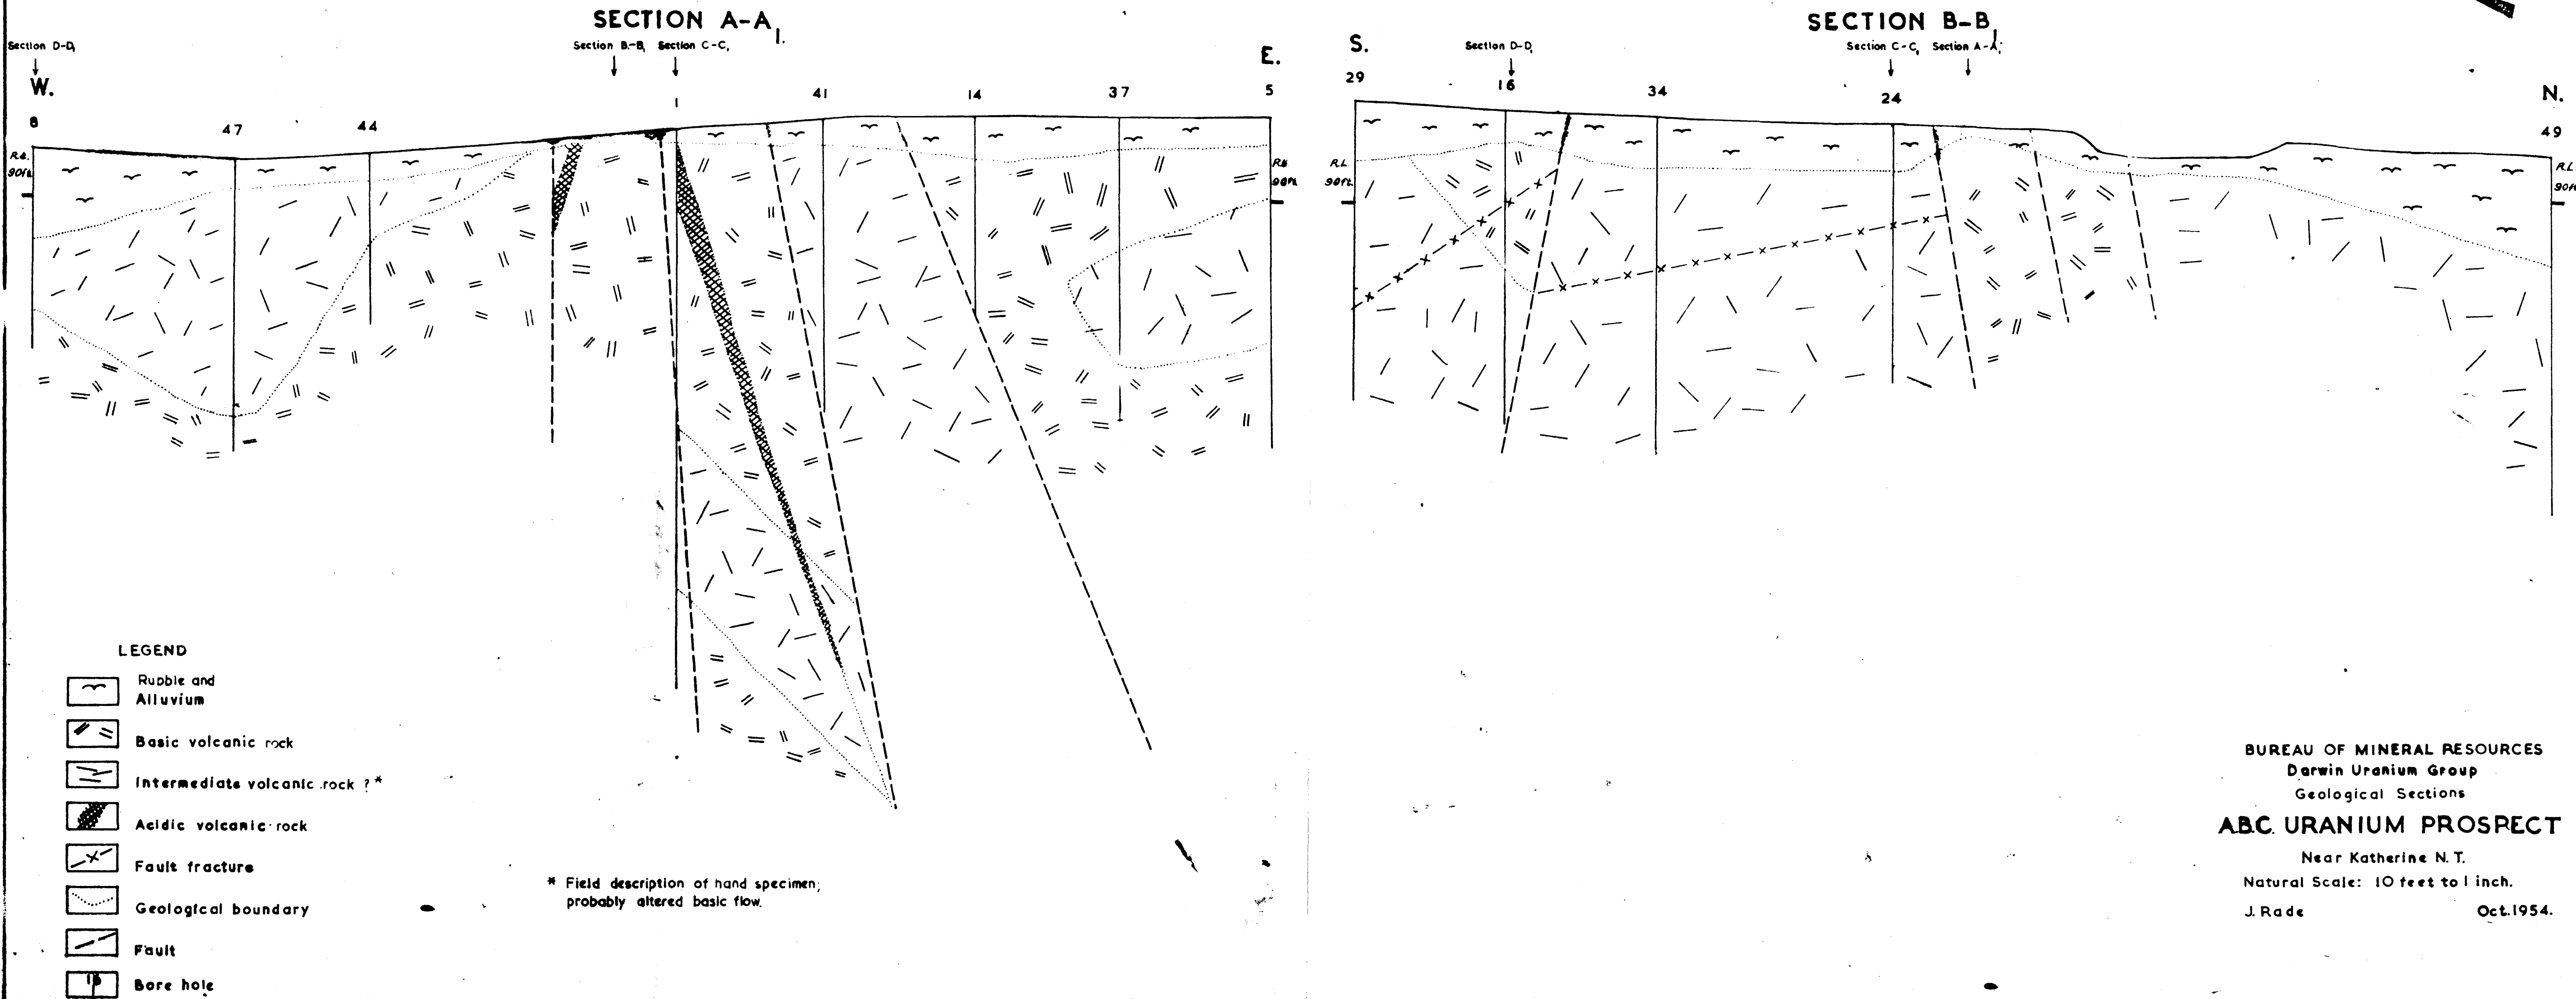 SECTION A-A₁.
Section D-D₁
Section B-B₁ Section C-C₁
W.
E.
8
47
44
1
41
14
37
5
R.L.
90ft.
R.L.
90ft.
SECTION B-B₁
S.
Section D-D₁
Section C-C₁ Section A-A₁
N.
29
16
34
24
49
R.L.
90ft.
R.L.
90ft
LEGEND
Rubble and
Alluvium
Basic volcanic rock
Intermediate volcanic rock ?*
Acidic volcanic rock
Fault fracture
Geological boundary
Fault
Bore hole
* Field description of hand specimen;
probably altered basic flow.
BUREAU OF MINERAL RESOURCES
Darwin Uranium Group
Geological Sections
A.B.C. URANIUM PROSPECT
Near Katherine N.T.
Natural Scale: 10 feet to 1 inch.
J. Rade Oct.1954.